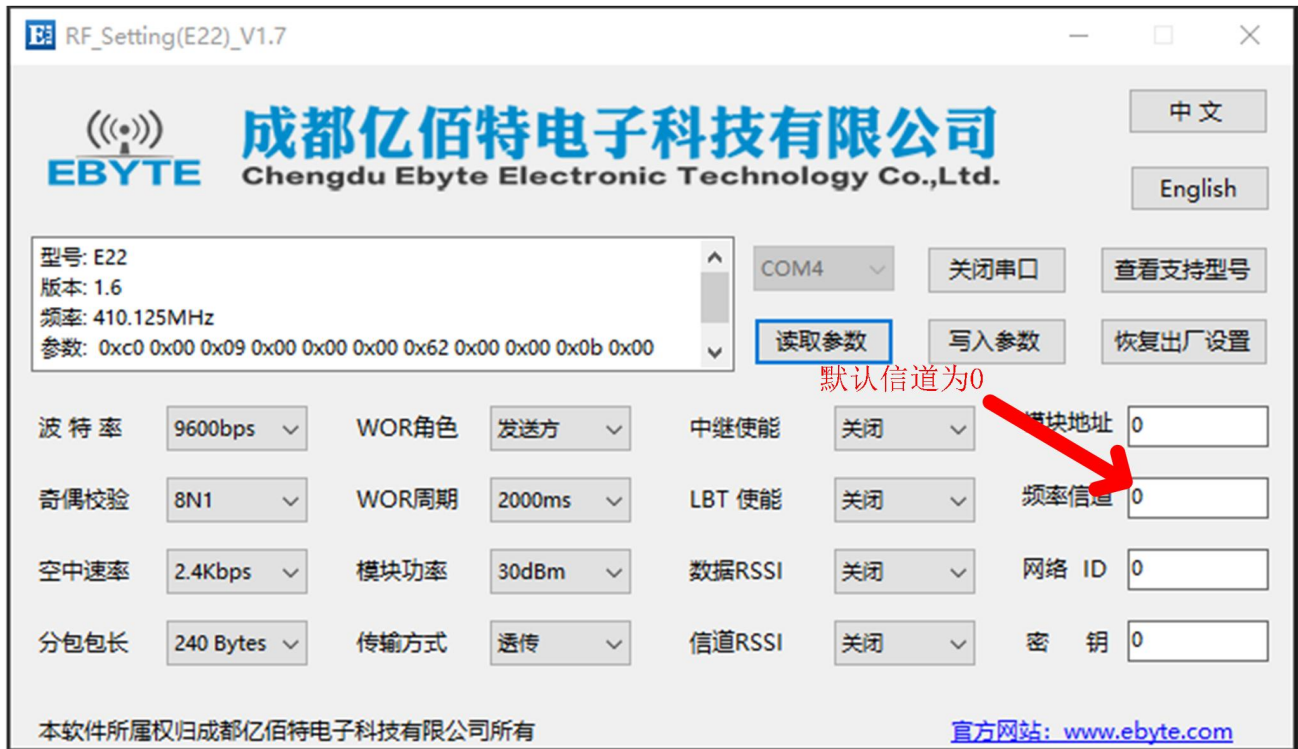 RF_Setting(E22)_V1.7
EBYTE
成都亿佰特电子科技有限公司
Chengdu Ebyte Electronic Technology Co.,Ltd.
中 文
English
型号: E22
版本: 1.6
频率: 410.125MHz
参数: 0xc0 0x00 0x09 0x00 0x00 0x00 0x62 0x00 0x00 0x0b 0x00
COM4 关闭串口 查看支持型号
读取参数 写入参数 恢复出厂设置
默认信道为0
波 特 率 9600bps WOR角色 发送方 中继使能 关闭 模块地址 0
奇偶校验 8N1 WOR周期 2000ms LBT 使能 关闭 频率信道 0
空中速率 2.4Kbps 模块功率 30dBm 数据RSSI 关闭 网络 ID 0
分包包长 240 Bytes 传输方式 透传 信道RSSI 关闭 密 钥 0
本软件所属权归成都亿佰特电子科技有限公司所有 官方网站：www.ebyte.com